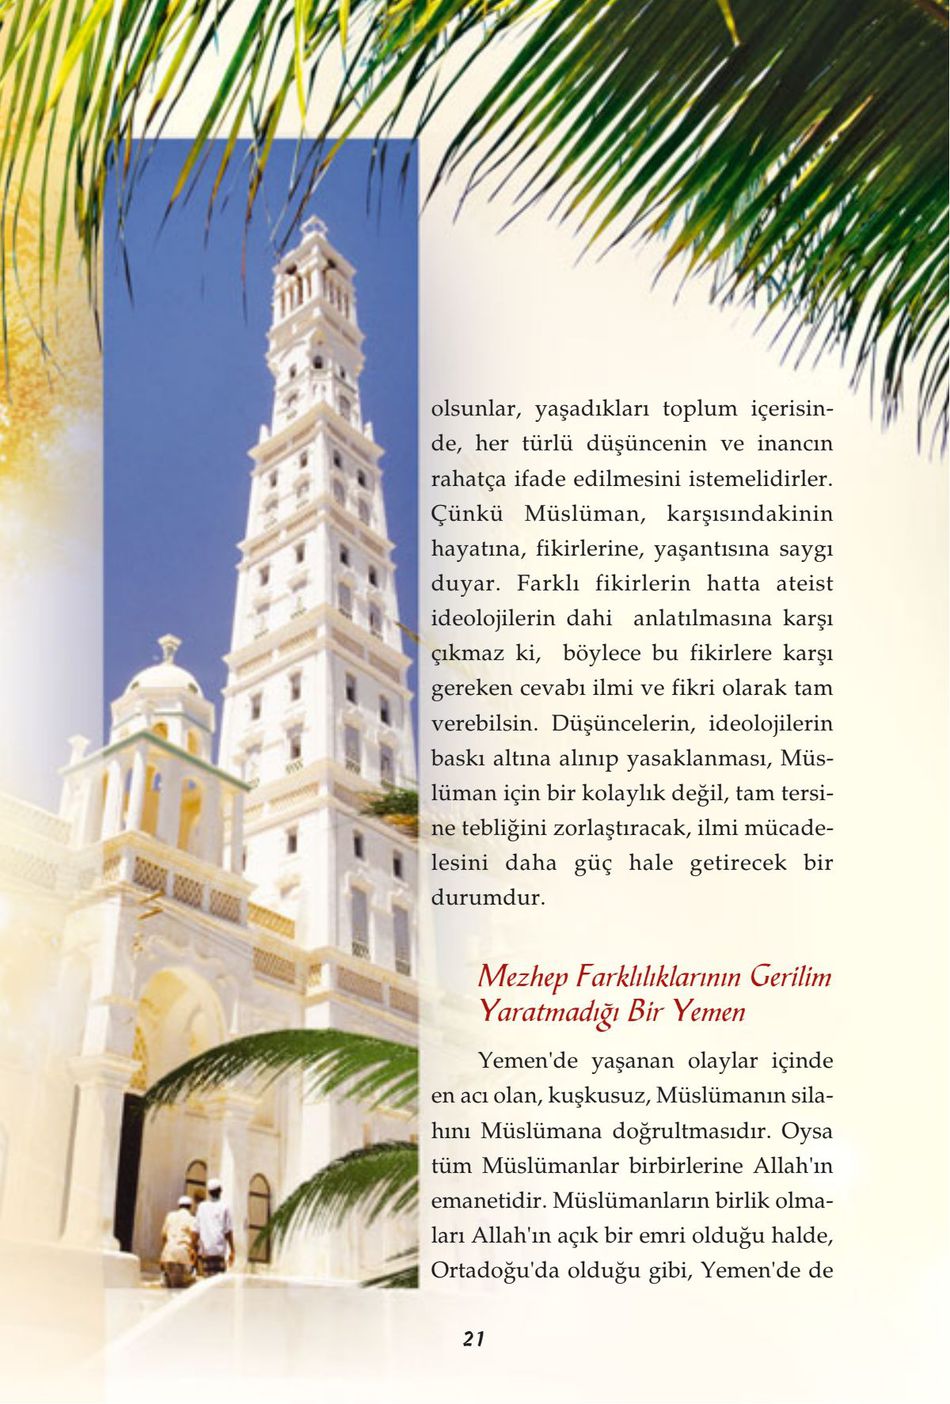 olsunlar, yaşadıkları toplum içerisin-
de, her türlü düşüncenin ve inancın
rahatça ifade edilmesini istemelidirler.
Çünkü Müslüman, karşısındakinin
hayatına, fikirlerine, yaşantısına saygı
duyar. Farklı fikirlerin hatta ateist
ideolojilerin dahi anlatılmasına karşı
çıkmaz ki, böylece bu fikirlere karşı
gereken cevabı ilmi ve fikri olarak tam
verebilsin. Düşüncelerin, ideolojilerin
baskı altına alınıp yasaklanması, Müs-
lüman için bir kolaylık değil, tam tersi-
ne tebliğini zorlaştıracak, ilmi mücade-
lesini daha güç hale getirecek bir
durumdur.
Mezhep Farklılıklarının Gerilim
Yaratmadığı Bir Yemen
Yemen'de yaşanan olaylar içinde
en acı olan, kuşkusuz, Müslümanın sila-
hını Müslümana doğrultmasıdır. Oysa
tüm Müslümanlar birbirlerine Allah'ın
emanetidir. Müslümanların birlik olma-
ları Allah'ın açık bir emri olduğu halde,
Ortadoğu'da olduğu gibi, Yemen'de de
21